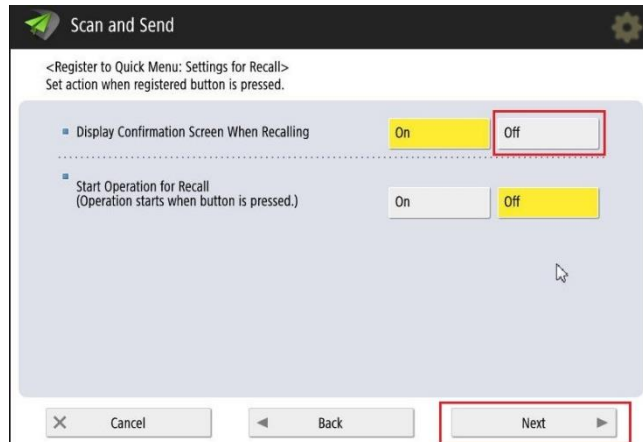 Scan and Send
<Register to Quick Menu: Settings for Recall>
Set action when registered button is pressed.
Display Confirmation Screen When Recalling
On
Off
Start Operation for Recall
(Operation starts when button is pressed.)
On
Off
Cancel
Back
Next